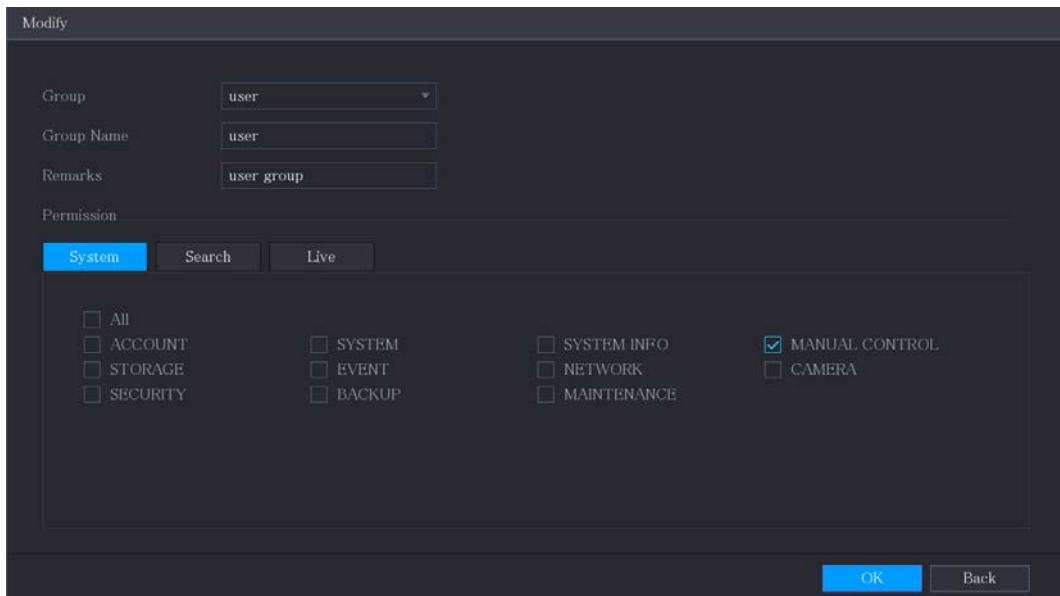 Modify
Group user
Group Name user
Remarks user group
Permission
System Search Live
All
ACCOUNT SYSTEM SYSTEM INFO MANUAL CONTROL
STORAGE EVENT NETWORK CAMERA
SECURITY BACKUP MAINTENANCE
OK Back